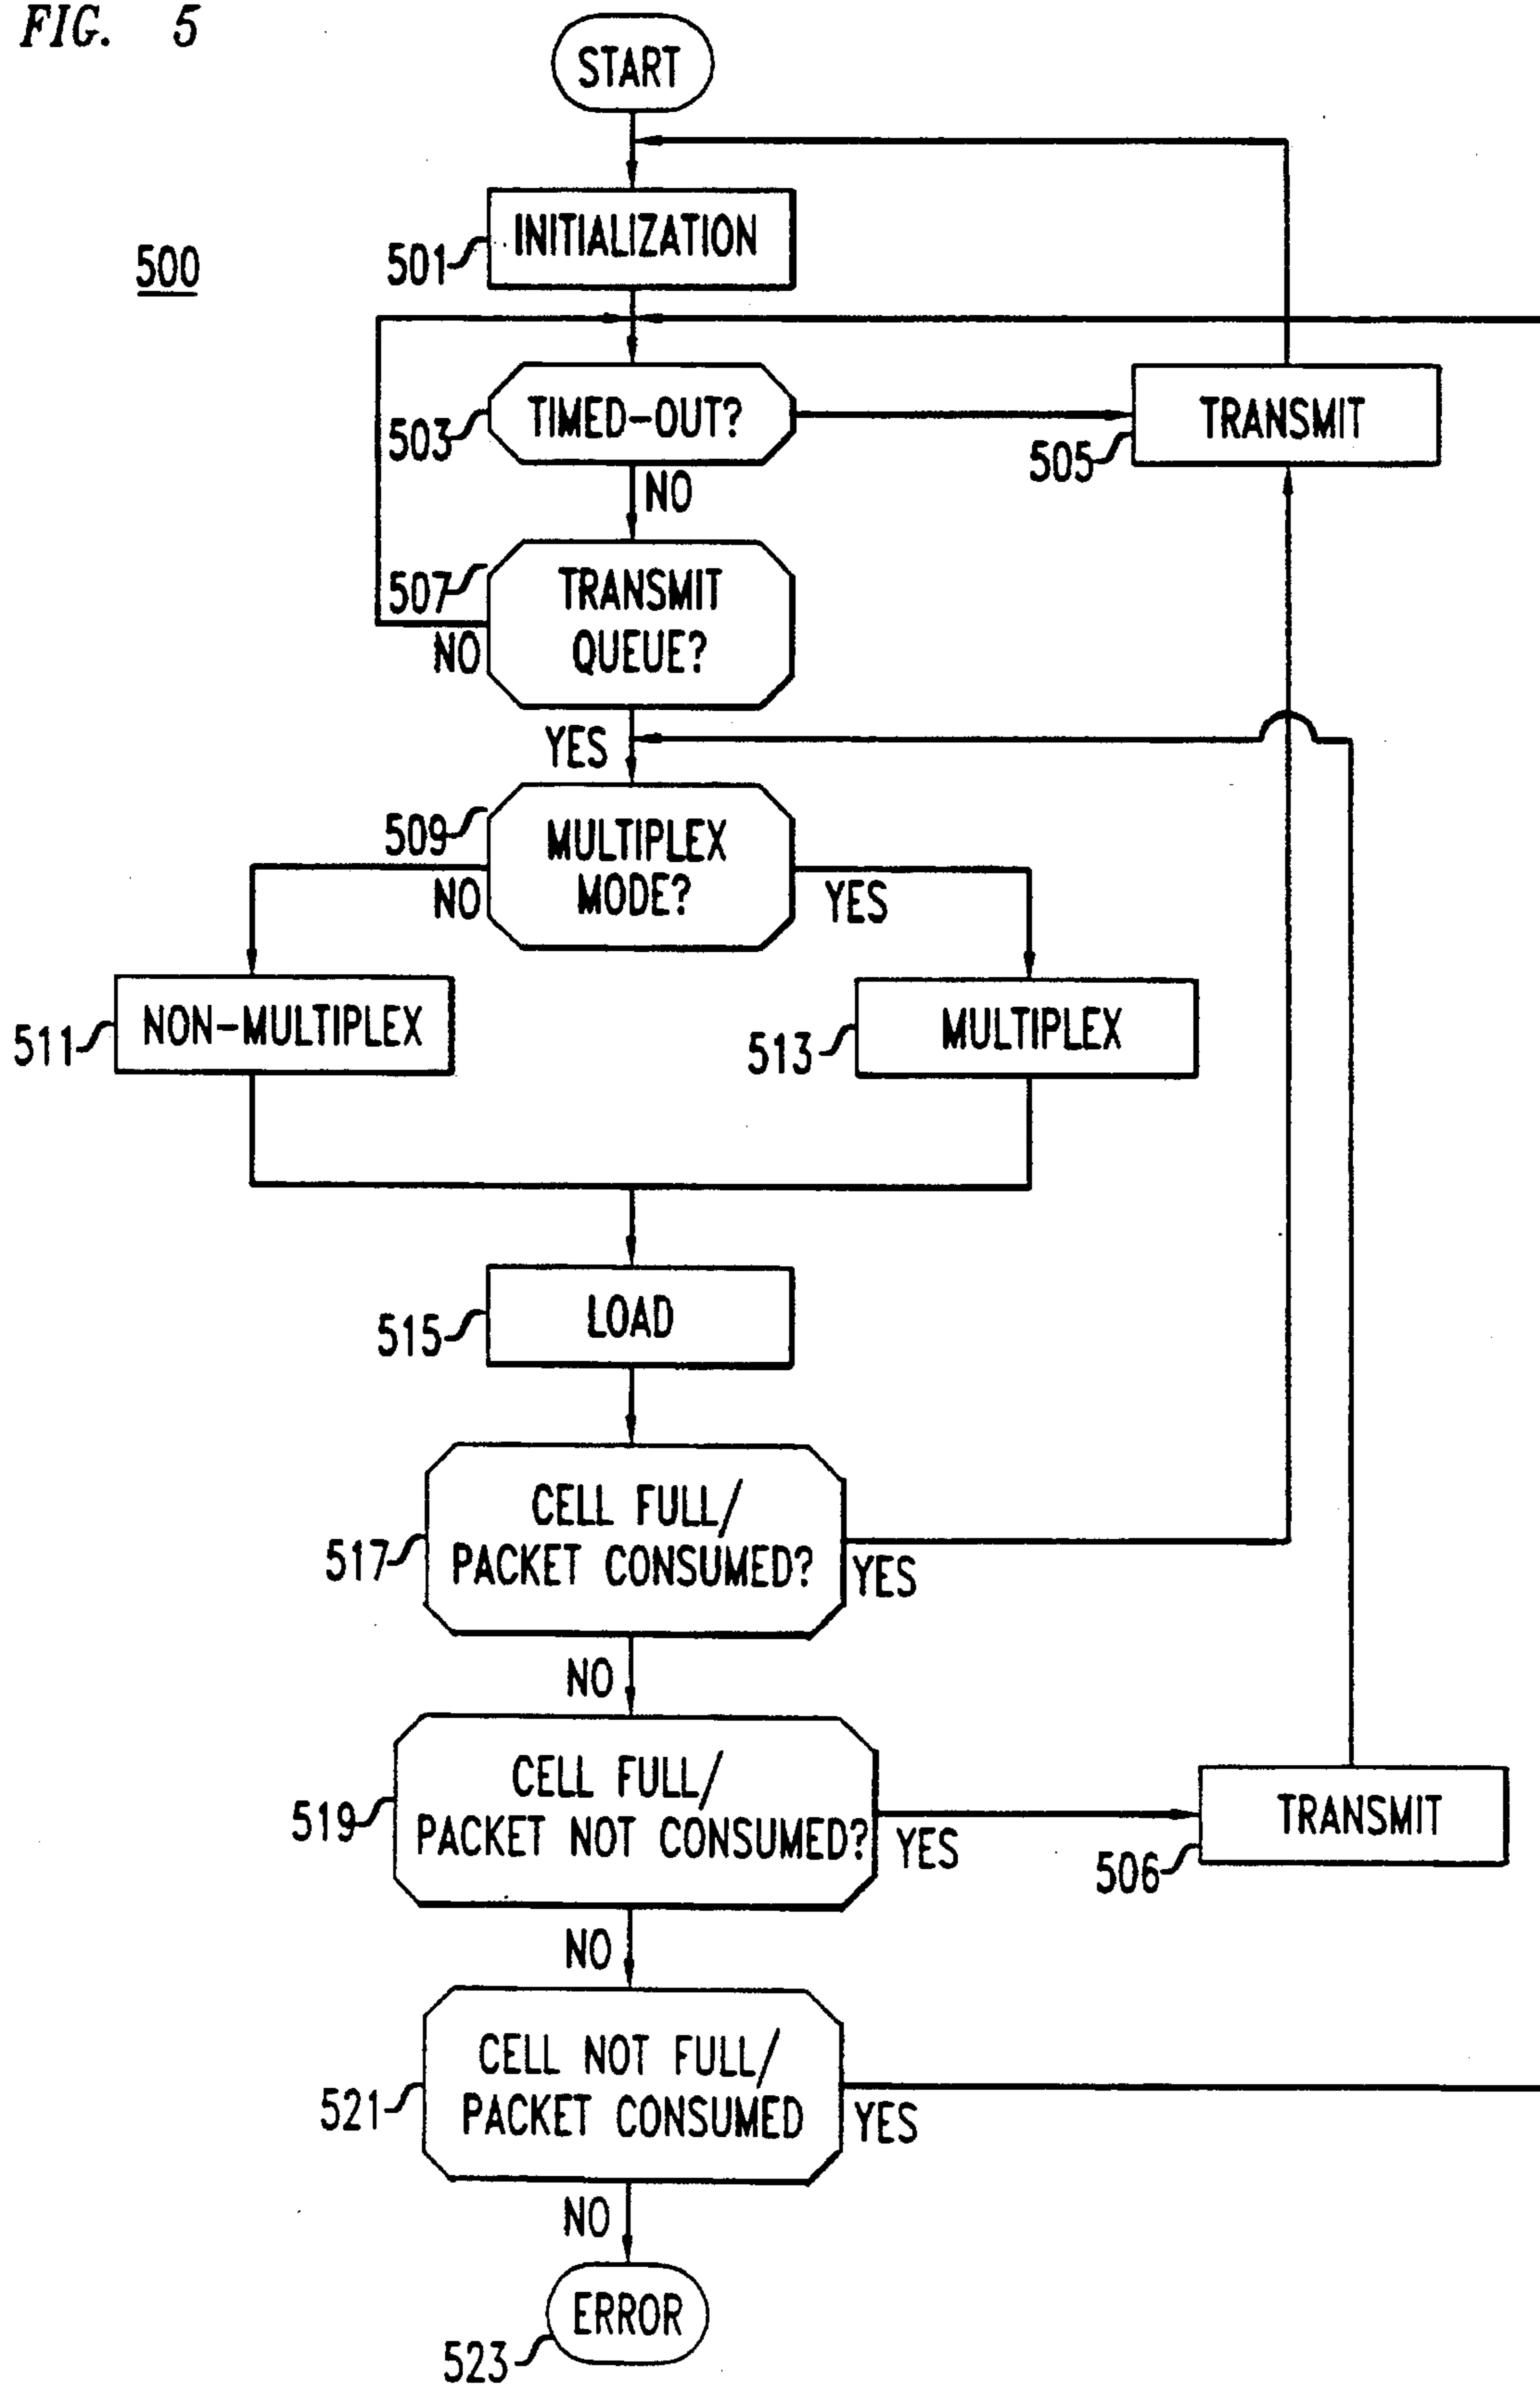 FIG. 5
START
500
501
INITIALIZATION
503
TIMED-OUT?
505
TRANSMIT
NO
507
TRANSMIT
QUEUE?
NO
YES
509
MULTIPLEX
MODE?
NO
YES
511
NON-MULTIPLEX
513
MULTIPLEX
515
LOAD
517
CELL FULL/
PACKET CONSUMED?
YES
NO
519
CELL FULL/
PACKET NOT CONSUMED?
YES
506
TRANSMIT
NO
521
CELL NOT FULL/
PACKET CONSUMED
YES
NO
ERROR
523